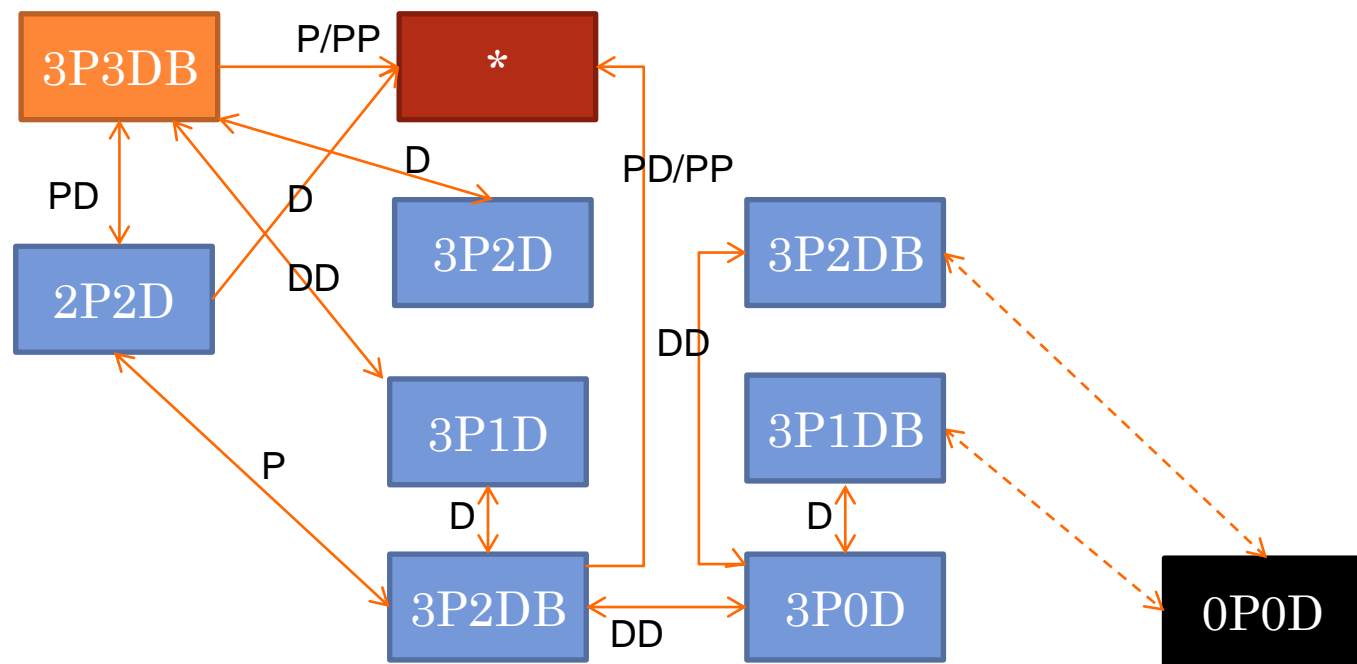 3P3DB
P/PP
*
D
PD/PP
PD
D
3P2D
3P2DB
2P2D
DD
DD
3P1D
3P1DB
P
D
D
3P2DB
DD
3P0D
0P0D